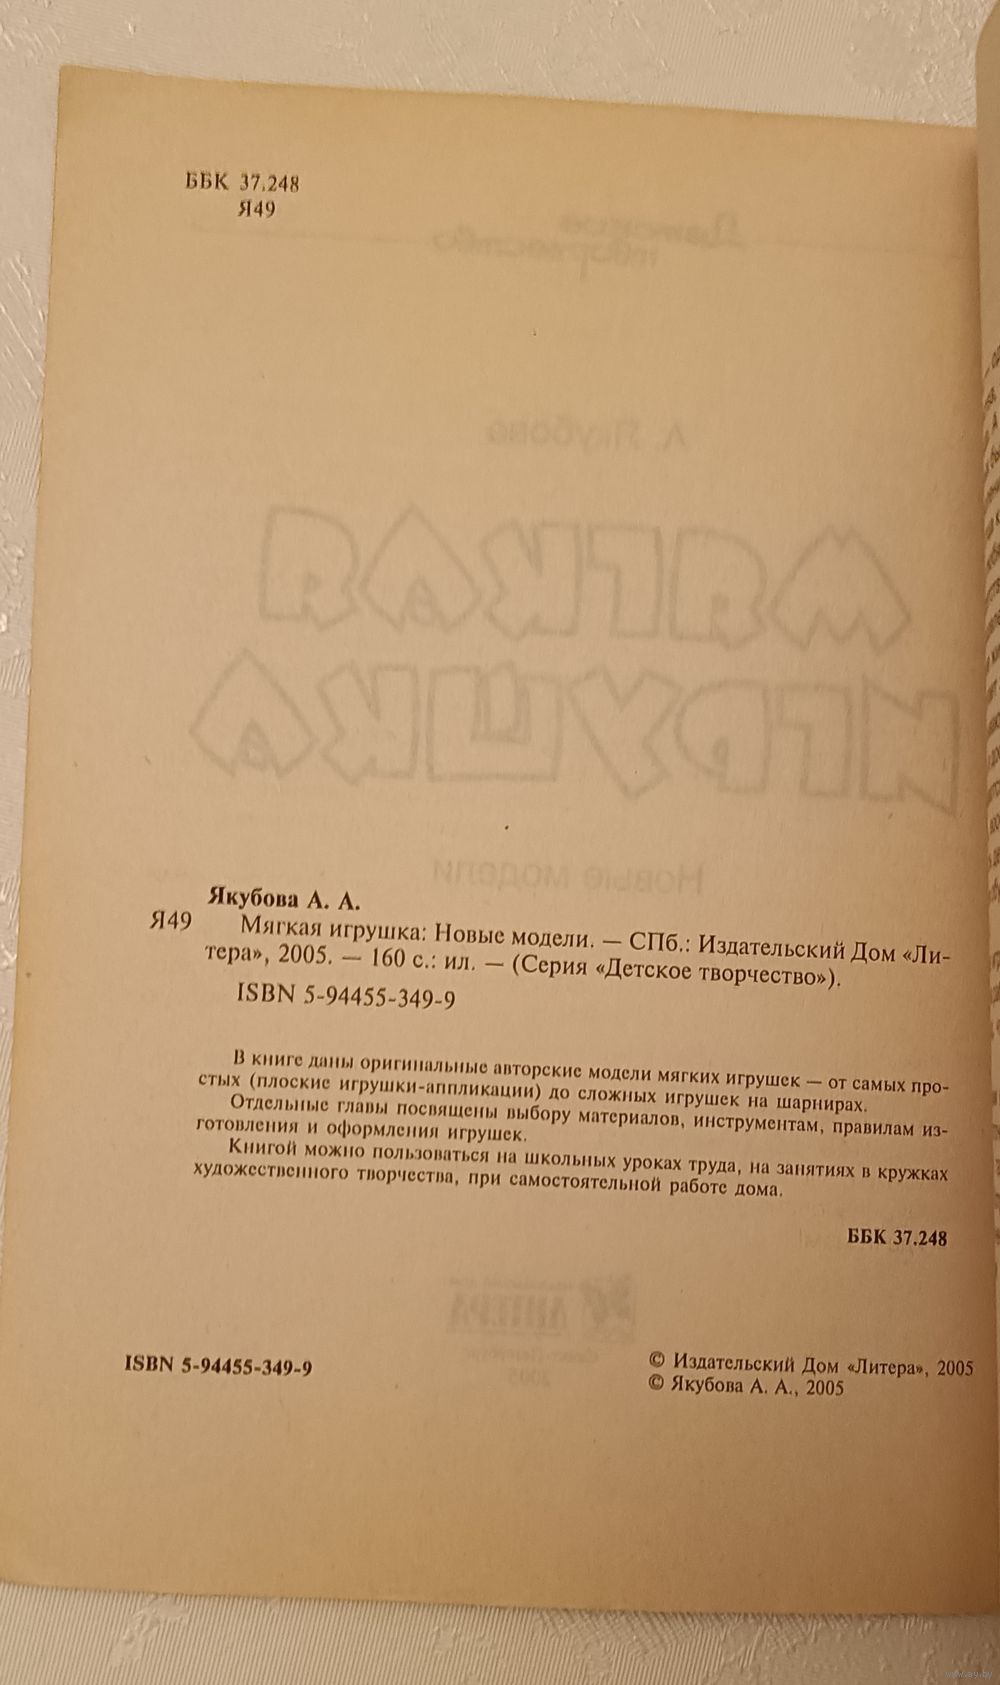 ББК 37.248
Я49
Якубова А. А.
Я49 Мягкая игрушка: Новые модели. — СПб.: Издательский Дом «Ли-
тера», 2005. — 160 с.: ил. — (Серия «Детское творчество»).
ISBN 5-94455-349-9
В книге даны оригинальные авторские модели мягких игрушек — от самых про-
стых (плоские игрушки-аппликации) до сложных игрушек на шарнирах.
Отдельные главы посвящены выбору материалов, инструментам, правилам из-
готовления и оформления игрушек.
Книгой можно пользоваться на школьных уроках труда, на занятиях в кружках
художественного творчества, при самостоятельной работе дома.
ББК 37.248
ISBN 5-94455-349-9
© Издательский Дом «Литера», 2005
© Якубова А. А., 2005
www.ay.by